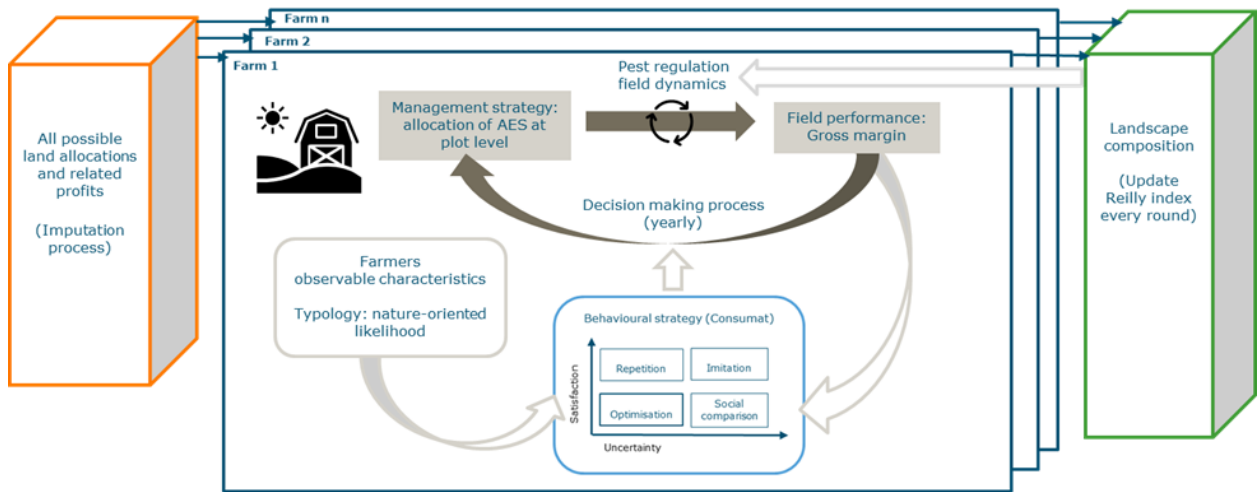 Farm n
Farm 2
Farm 1
All possible
land allocations
and related
profits
(Imputation
process)
Management strategy:
allocation of AES at
plot level
Pest regulation
field dynamics
Field performance:
Gross margin
Decision making process
(yearly)
Farmers
observable characteristics
Typology: nature-oriented
likelihood
Behavioural strategy (Consumat)
Satisfaction
Repetition
Imitation
Optimisation
Social
comparison
Uncertainty
Landscape
composition
(Update
Reilly index
every round)